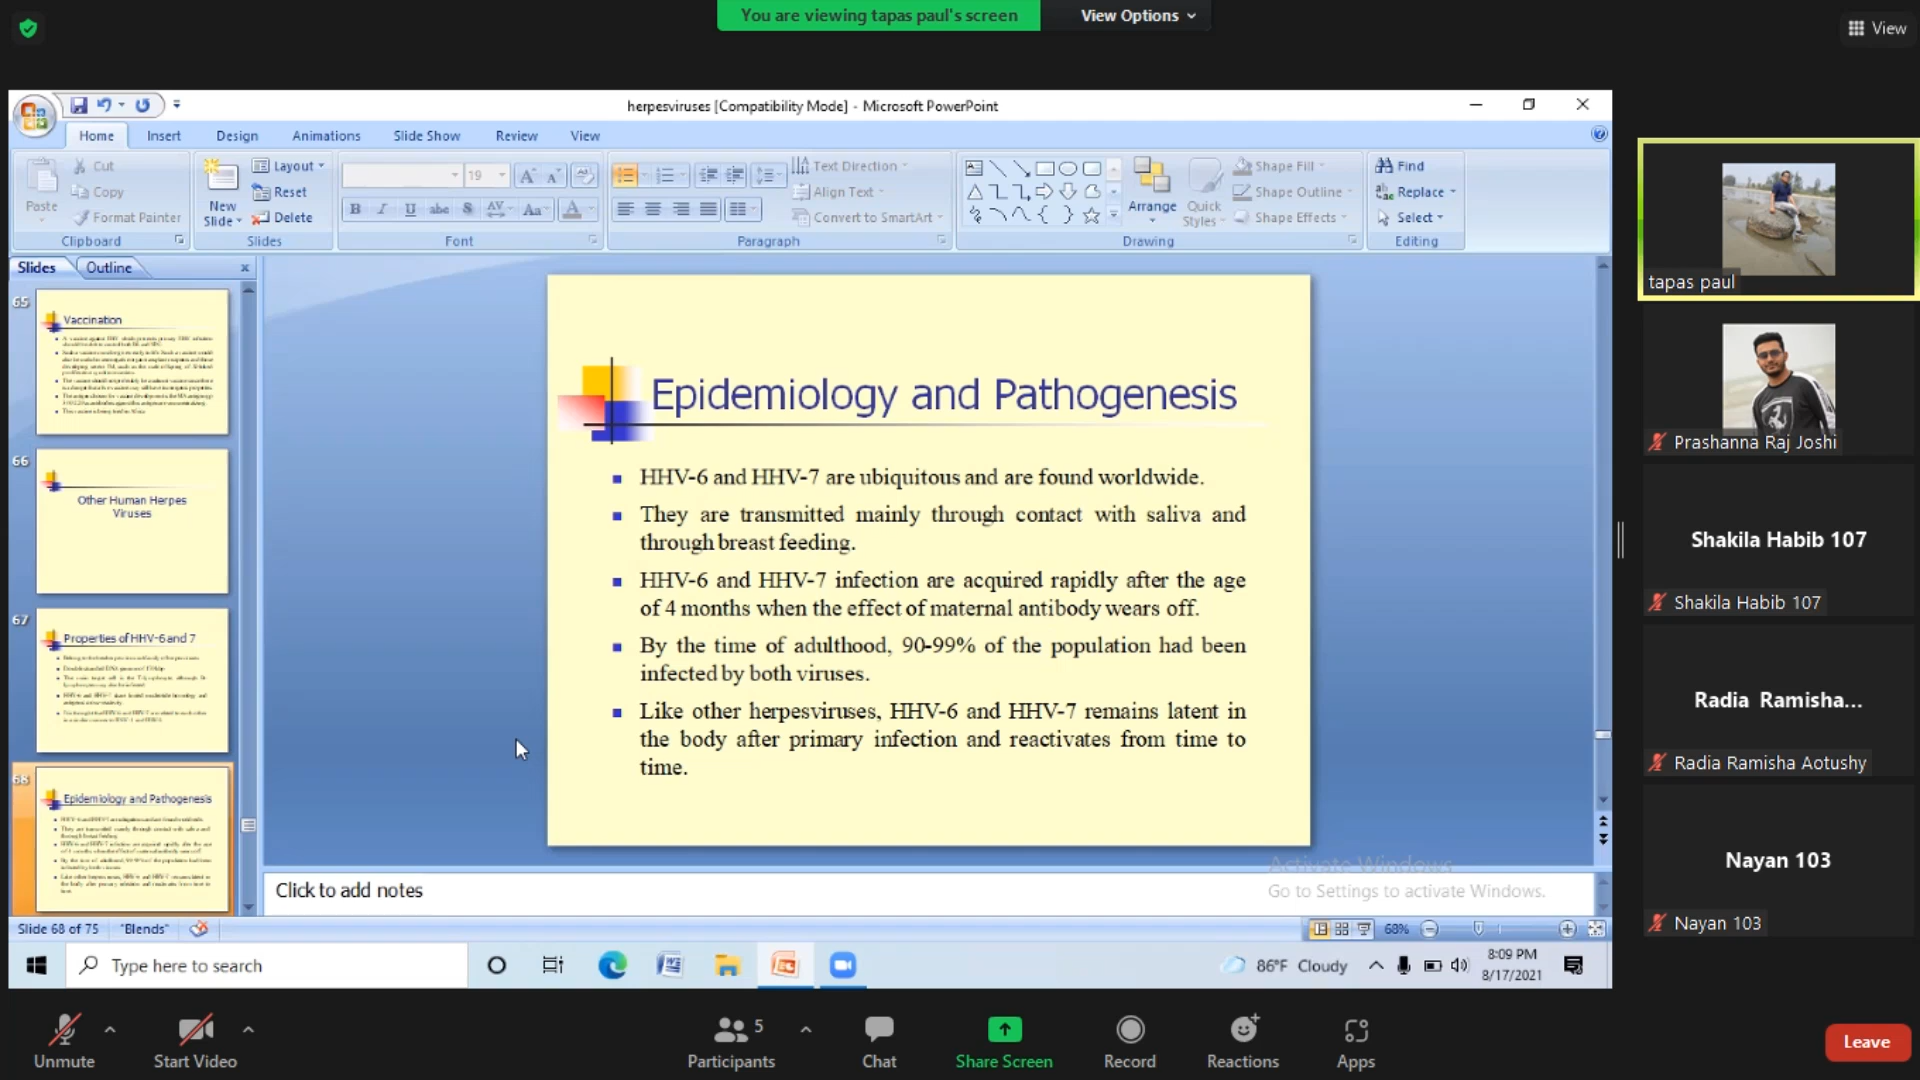 You are viewing tapas paul's screen
View Options
View
herpesviruses [Compatibility Mode] - Microsoft PowerPoint
Home Insert Design Animations Slide Show Review View
Paste
Cut
Copy
Format Painter
Clipboard
New
Slide
Layout
Reset
Delete
Slides
19
Font
Text Direction
Align Text
Convert to SmartArt
Paragraph
Arrange
Quick
Styles
Shape Fill
Shape Outline
Shape Effects
Drawing
Find
Replace
Select
Editing
Slides Outline
65
Vaccination
66
Other Human Herpes
Viruses
67
Properties of HHV-6 and 7
68
Epidemiology and Pathogenesis
Epidemiology and Pathogenesis
HHV-6 and HHV-7 are ubiquitous and are found worldwide.
They are transmitted mainly through contact with saliva and
through breast feeding.
HHV-6 and HHV-7 infection are acquired rapidly after the age
of 4 months when the effect of maternal antibody wears off.
By the time of adulthood, 90-99% of the population had been
infected by both viruses.
Like other herpesviruses, HHV-6 and HHV-7 remains latent in
the body after primary infection and reactivates from time to
time.
Activate Windows
Go to Settings to activate Windows.
Click to add notes
Slide 68 of 75 "Blends" 68%
Type here to search
86°F Cloudy
8:09 PM
8/17/2021
tapas paul
Prashanna Raj Joshi
Shakila Habib 107
Shakila Habib 107
Radia Ramisha...
Radia Ramisha Aotushy
Nayan 103
Nayan 103
Unmute
Start Video
5
Participants
Chat
Share Screen
Record
Reactions
Apps
Leave